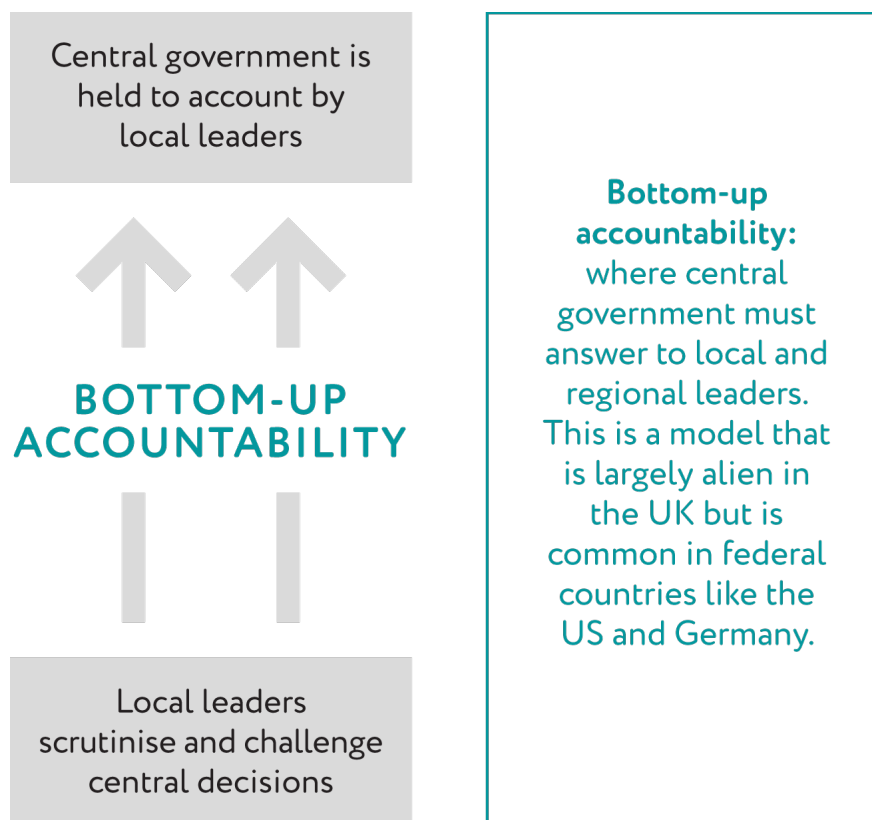 Central government is
held to account by
local leaders
BOTTOM-UP
ACCOUNTABILITY
Local leaders
scrutinise and challenge
central decisions
Bottom-up
accountability:
where central
government must
answer to local and
regional leaders.
This is a model that
is largely alien in
the UK but is
common in federal
countries like the
US and Germany.